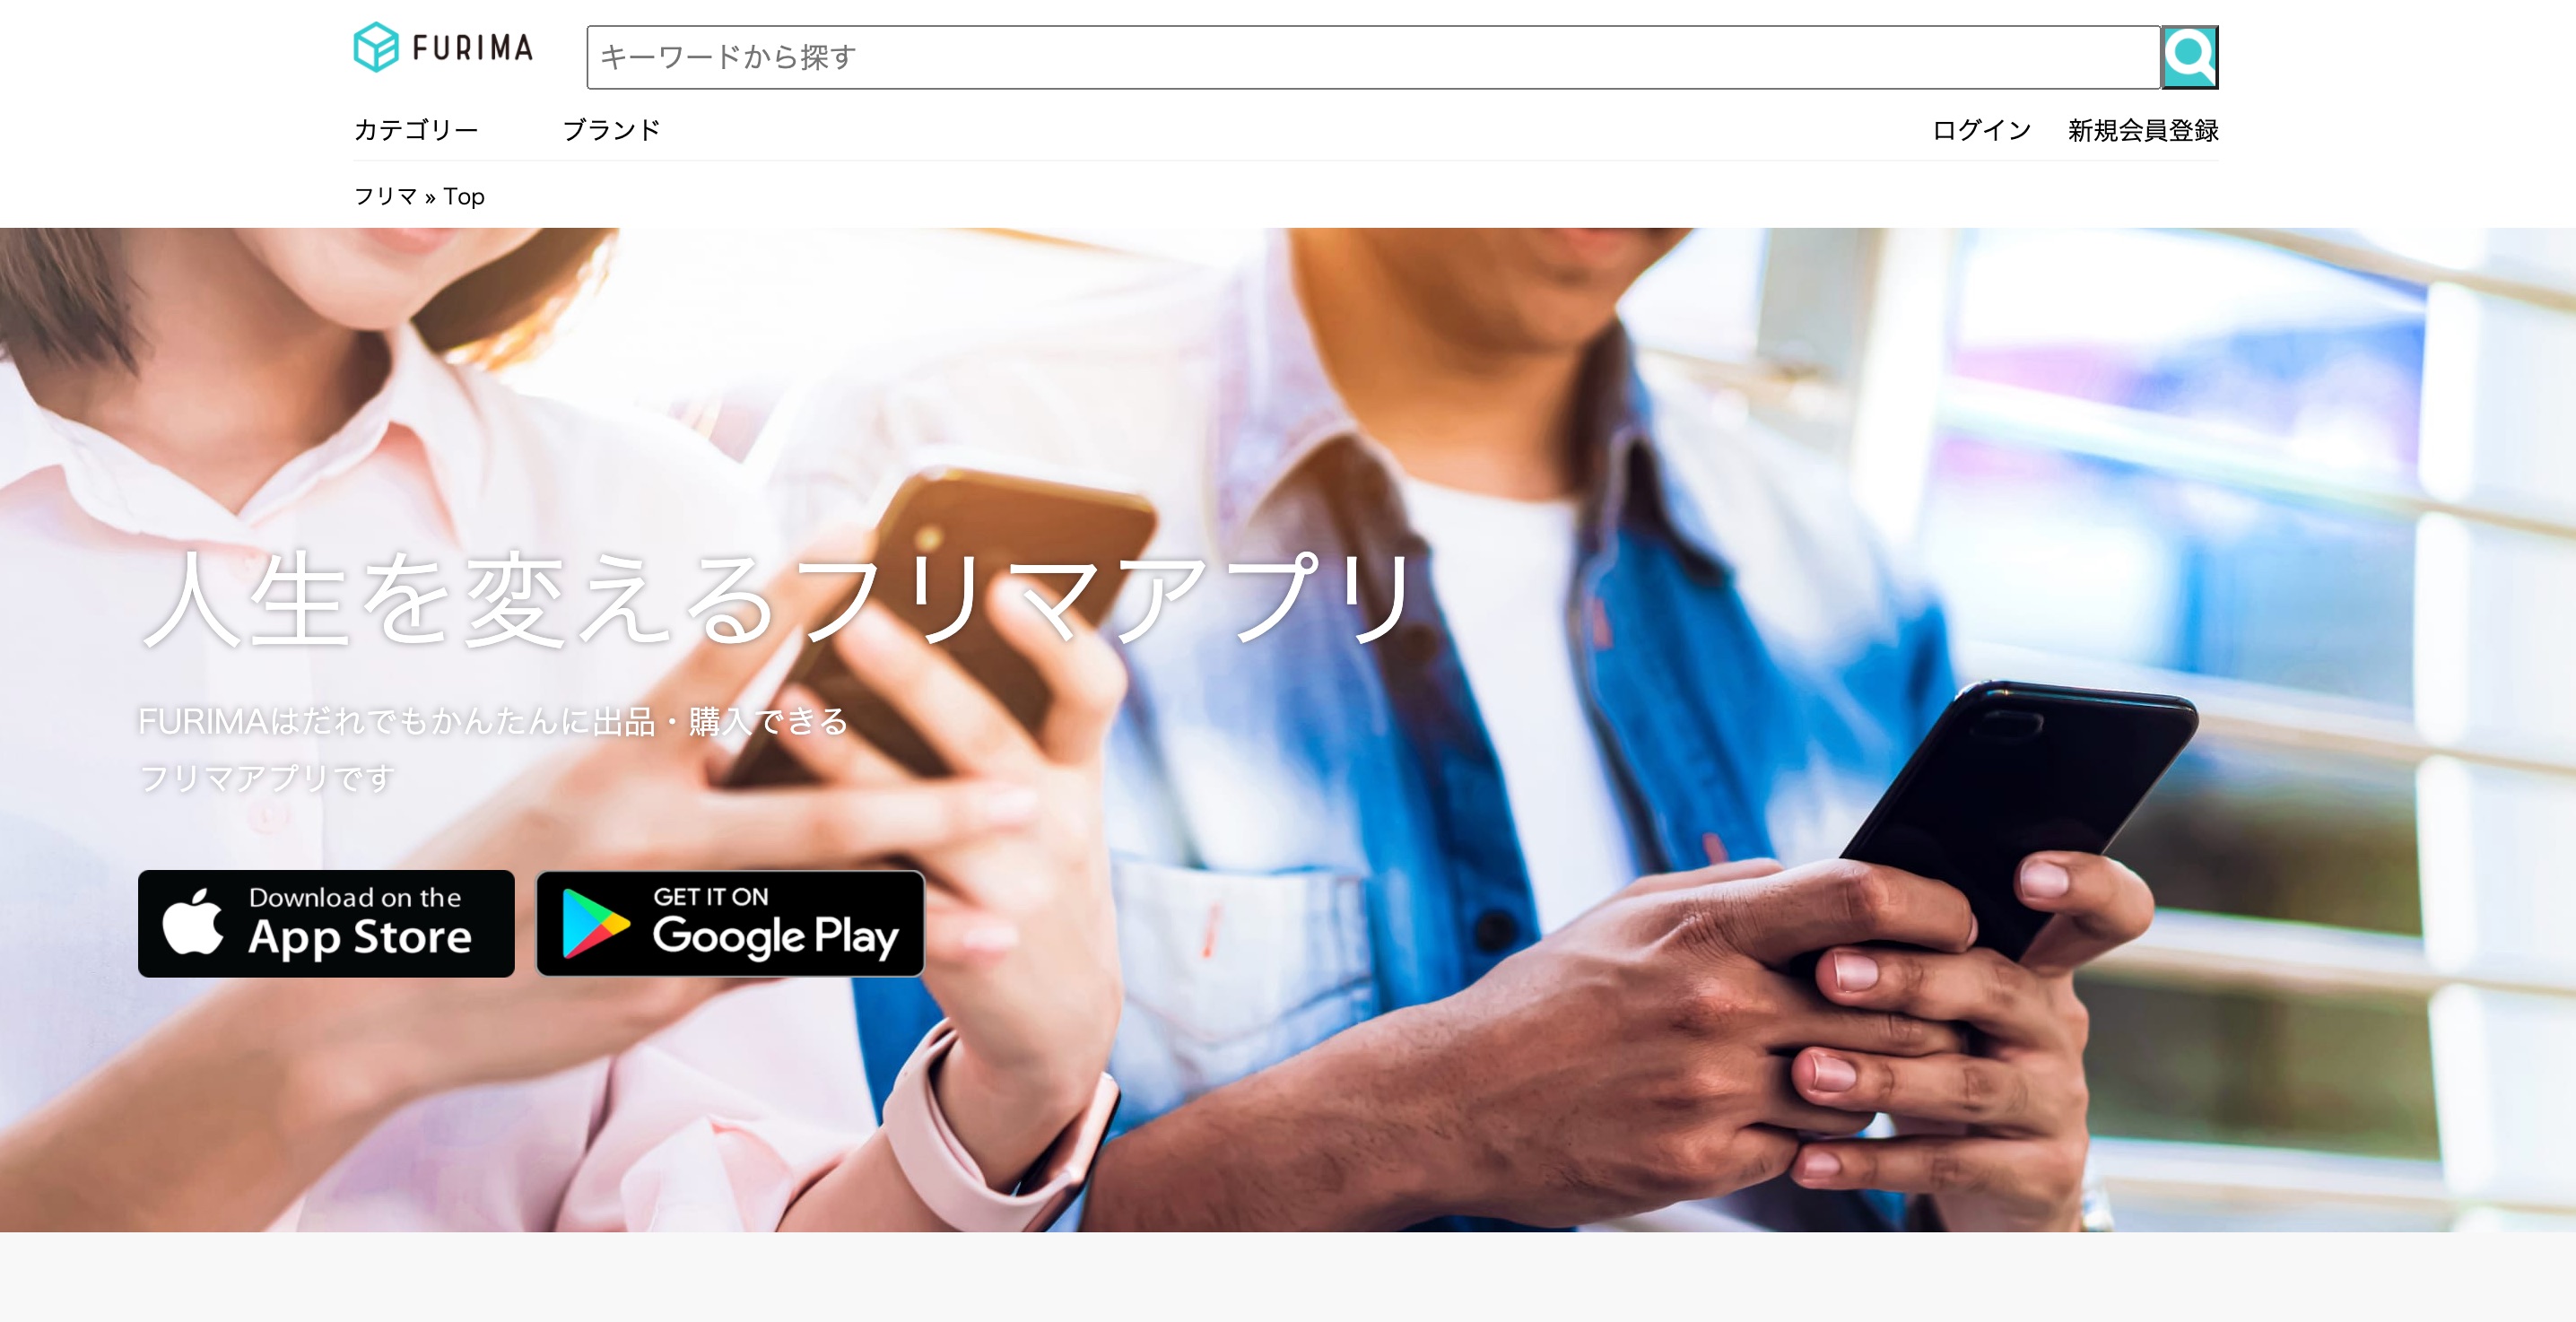 FURIMA
キーワードから探す
カテゴリー
ブランド
ログイン
新規会員登録
フリマ » Top
人生を変えるフリマアプリ
FURIMAはだれでもかんたんに出品・購入できる
フリマアプリです
Download on the
App Store
GET IT ON
Google Play